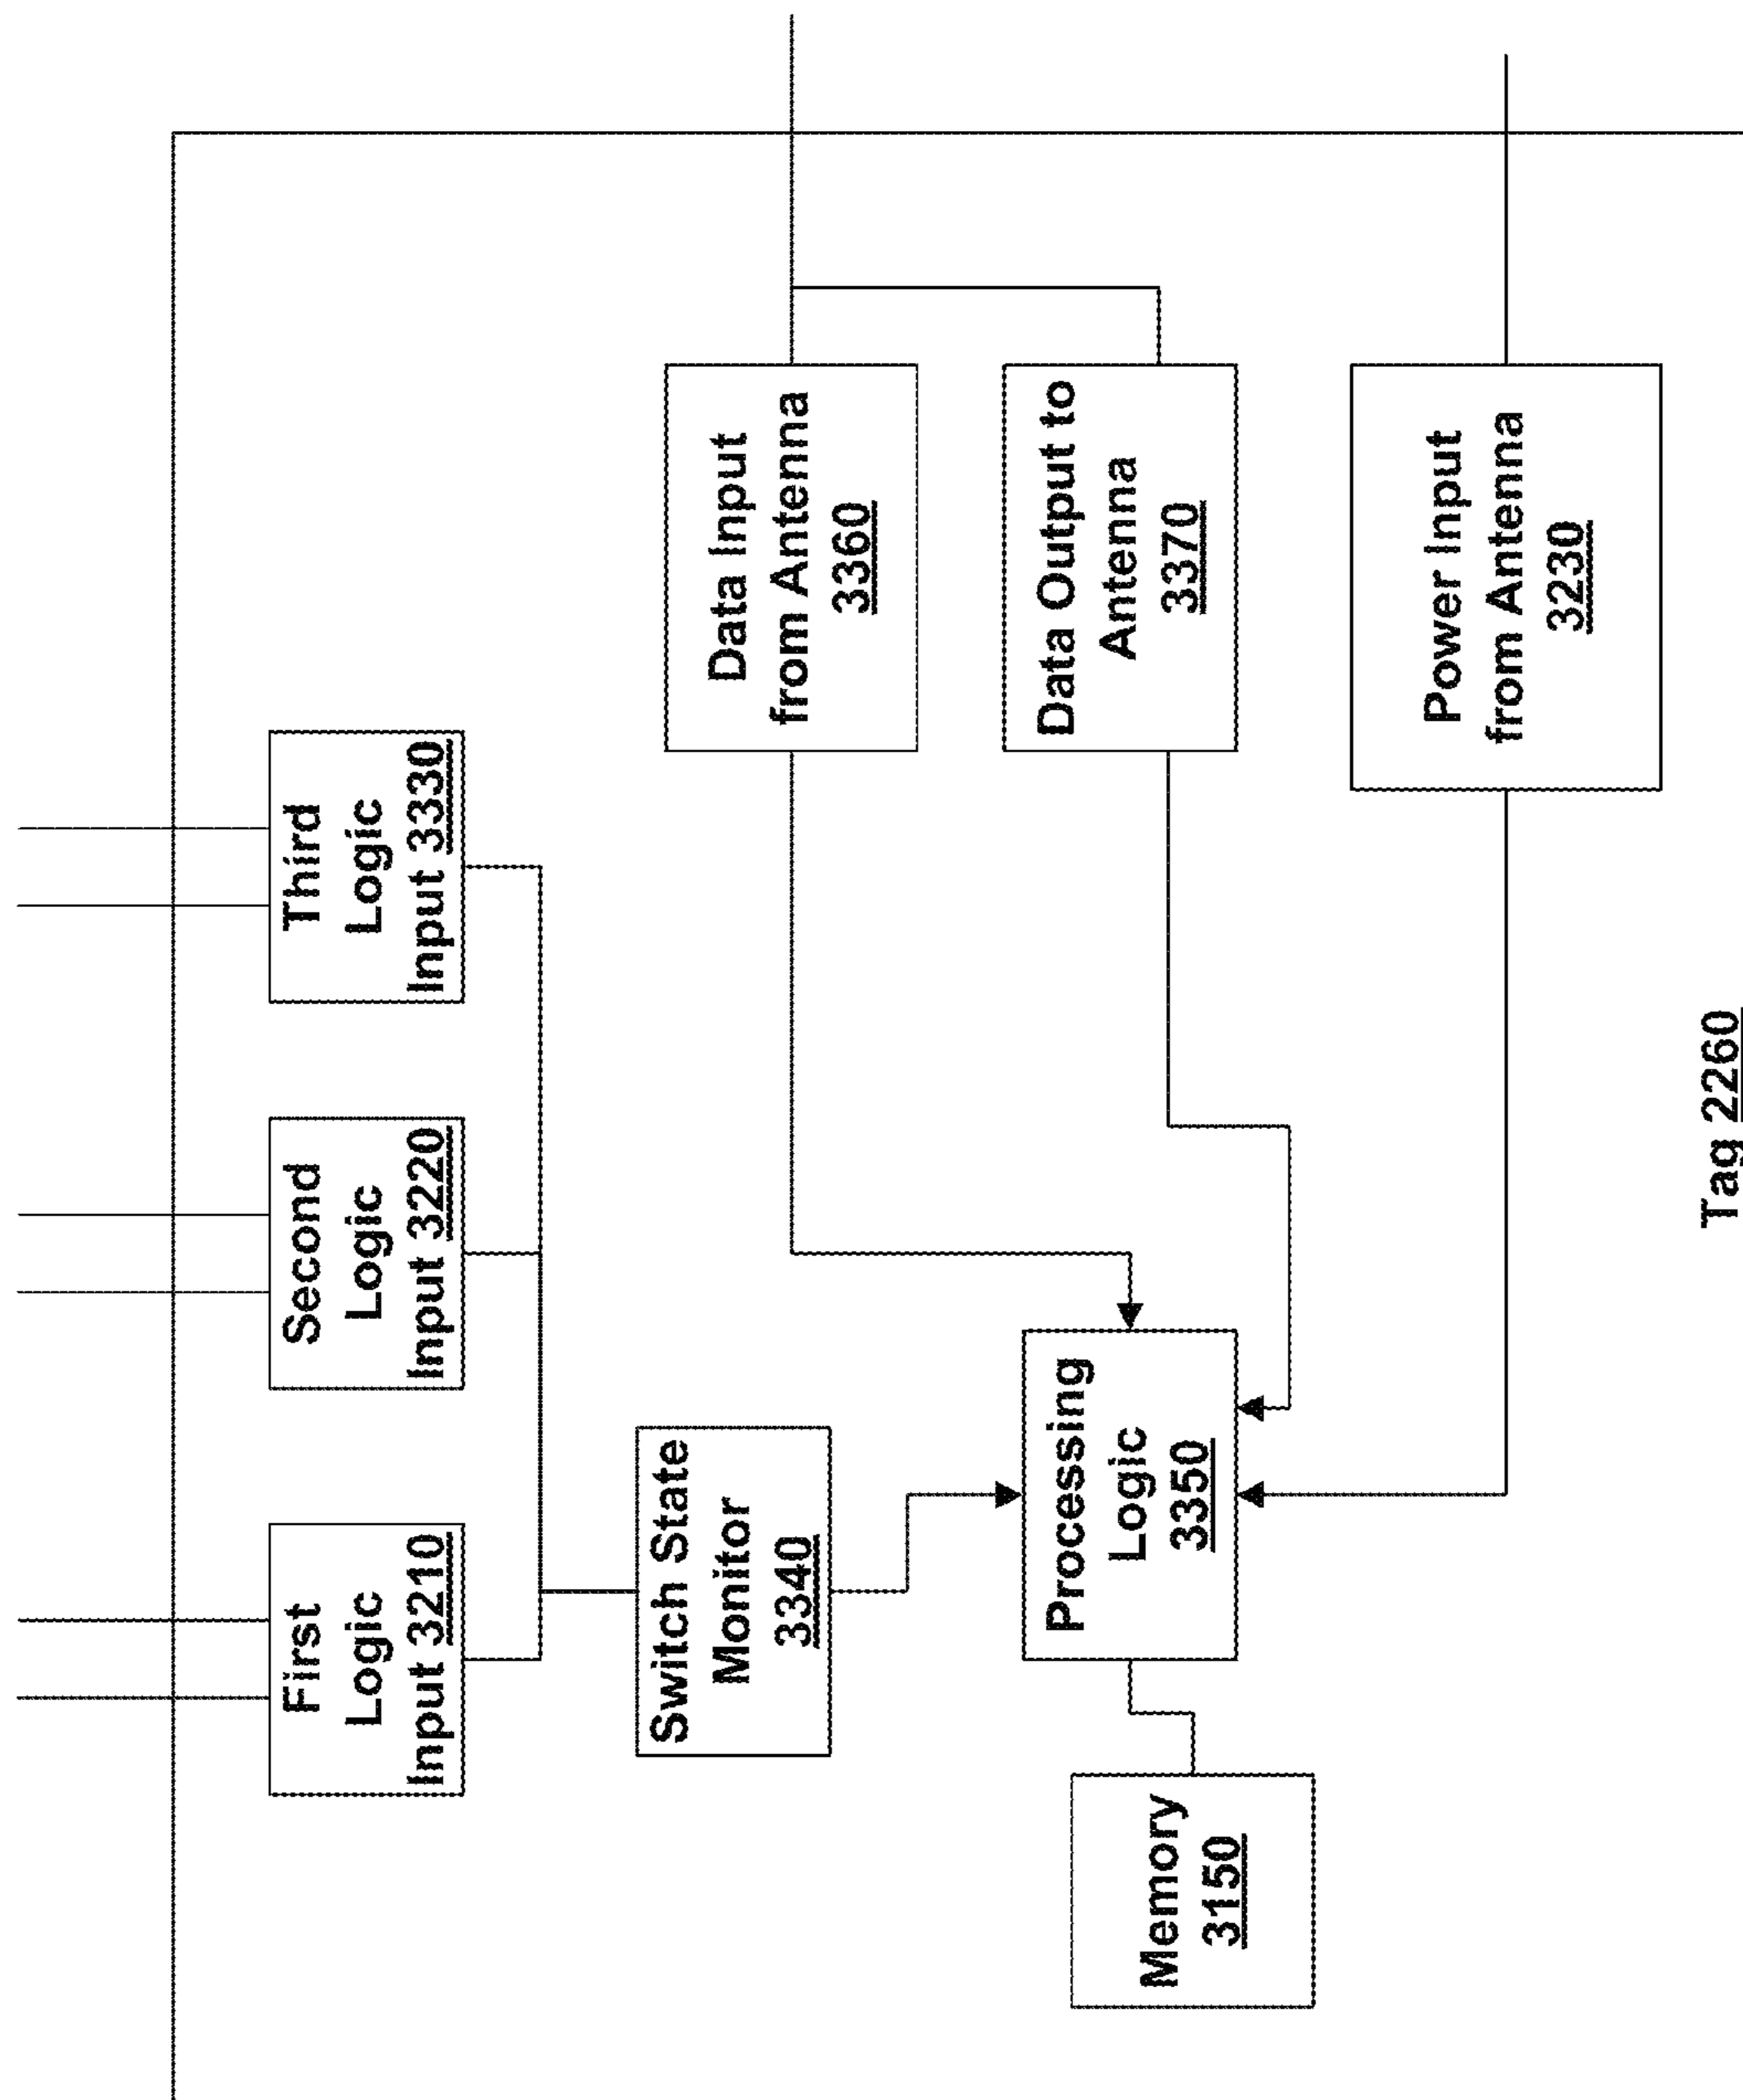 First
Logic
Input 3210
Second
Logic
Input 3220
Third
Logic
Input 3330
Switch State
Monitor
3340
Data Input
from Antenna
3360
Memory
3150
Processing
Logic
3350
Data Output to
Antenna
3370
Power Input
from Antenna
3230
Tag 2260